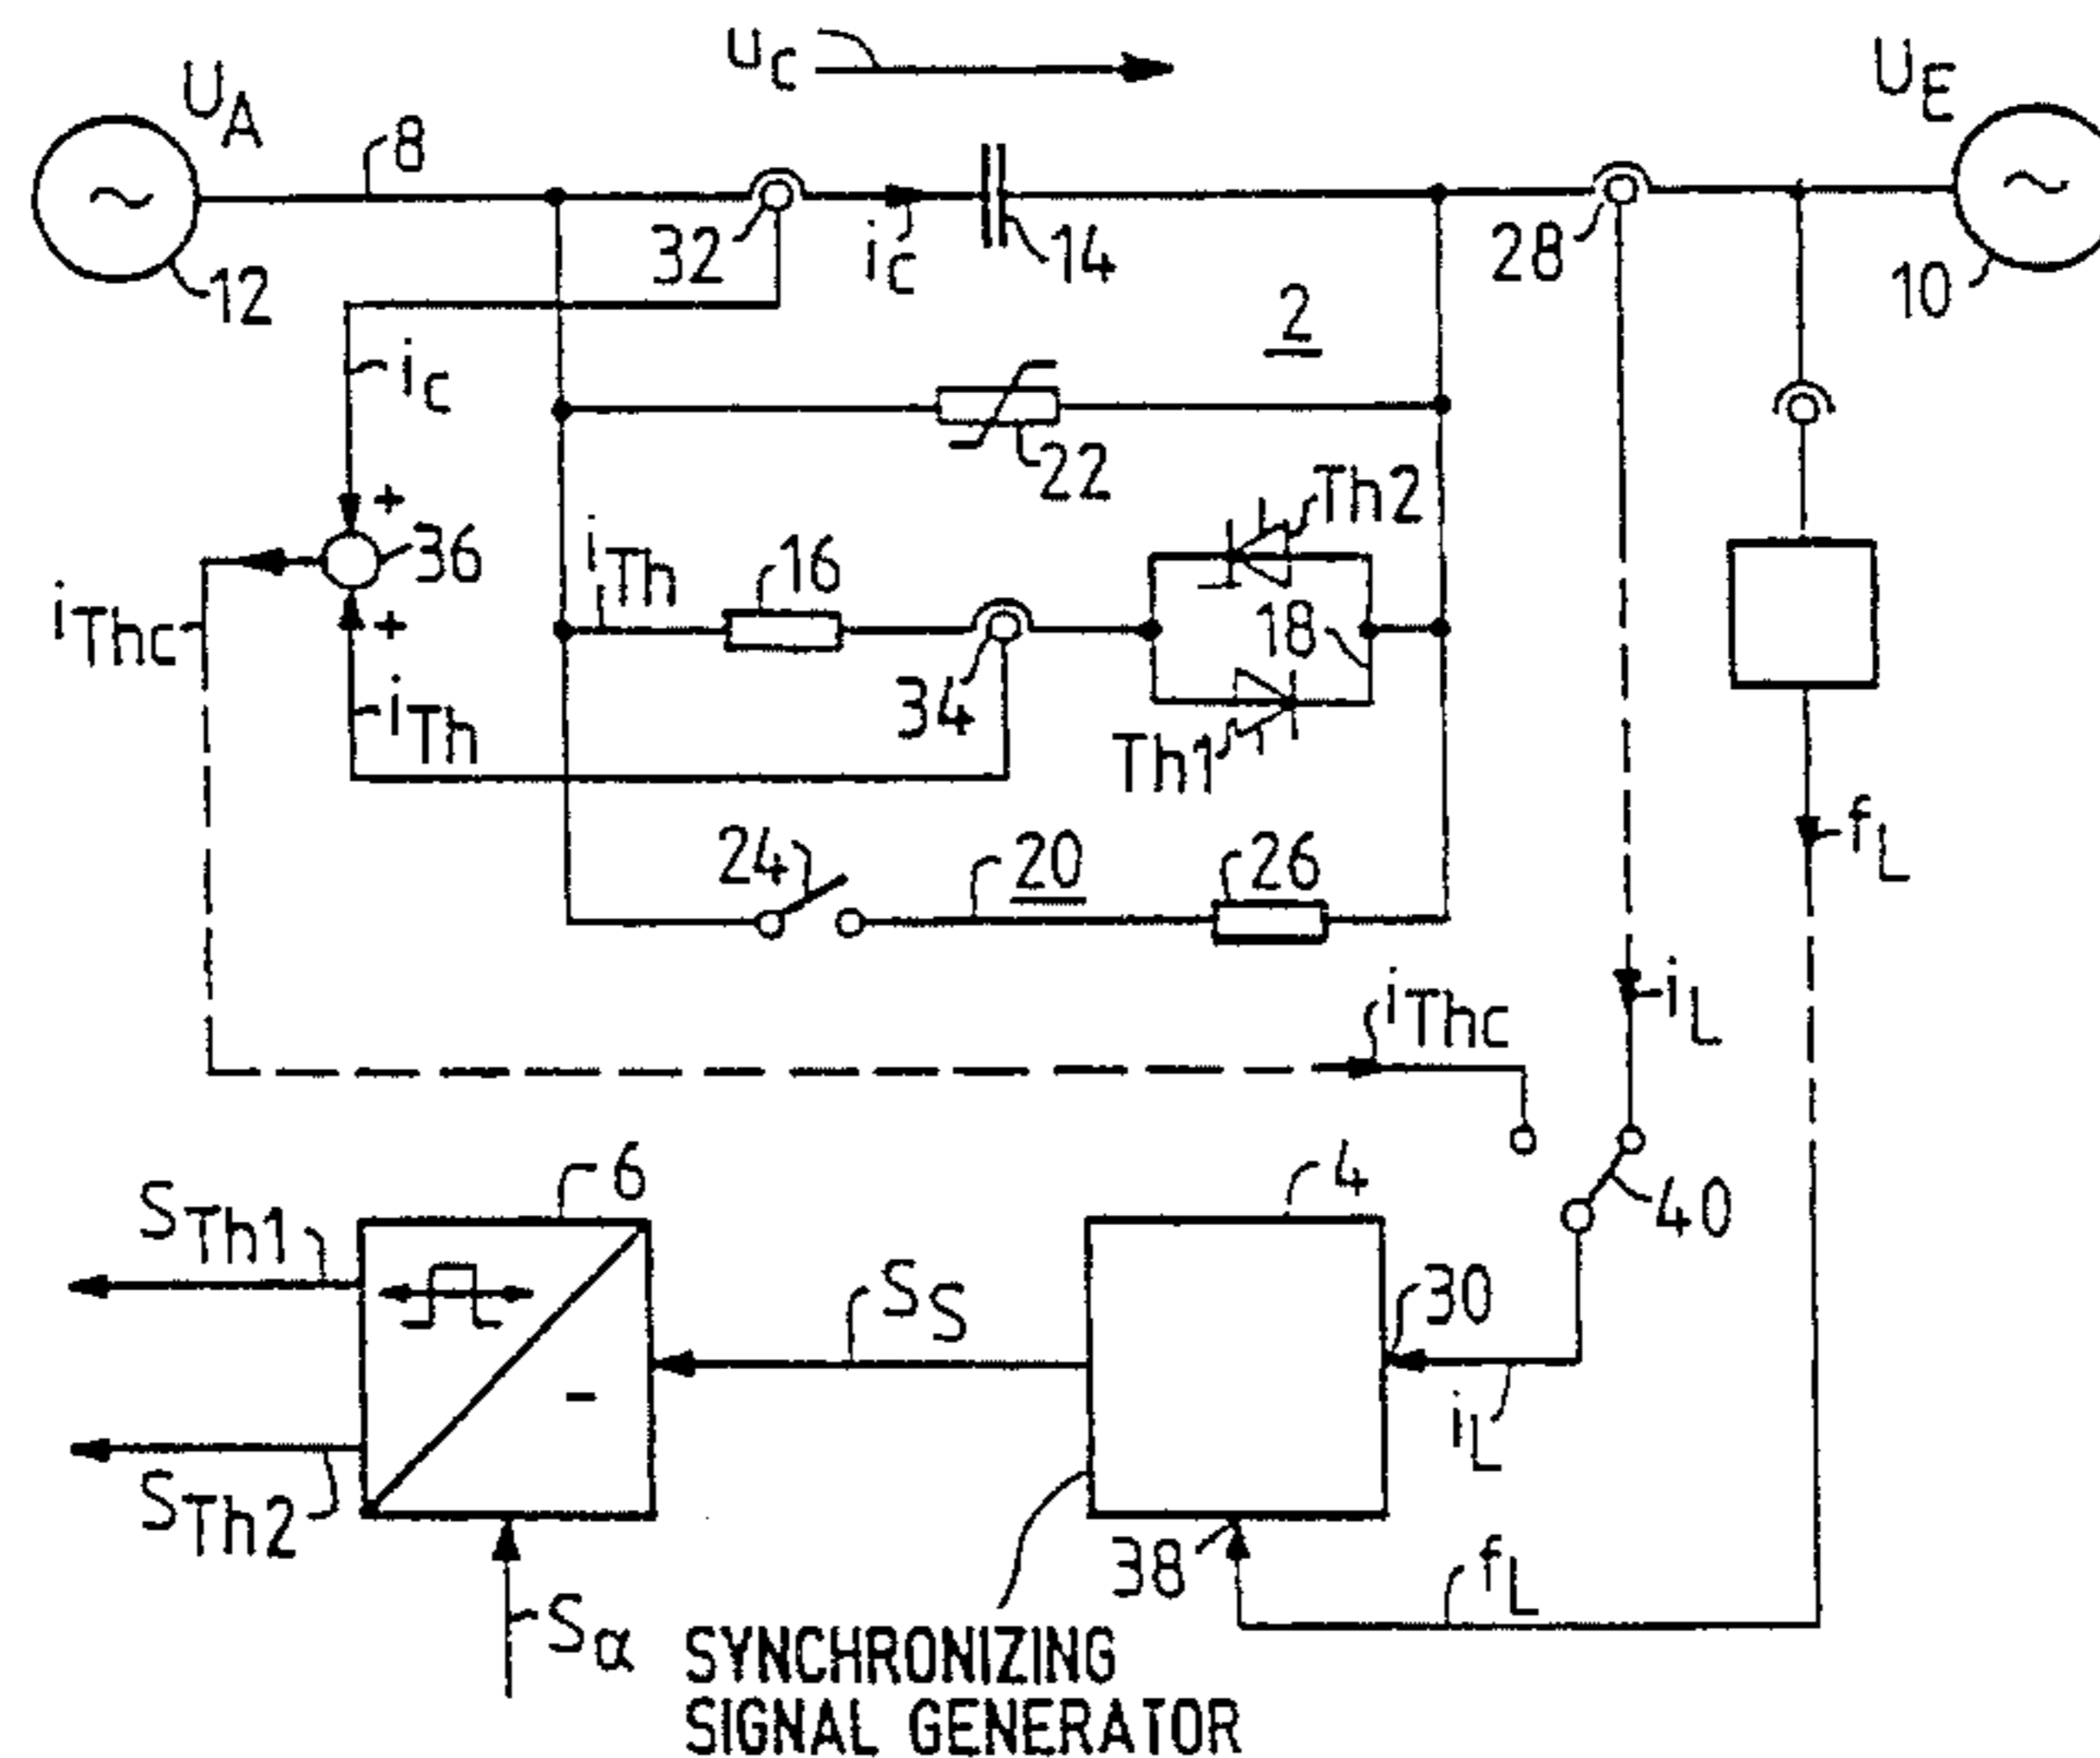 u_C
U_A
U_E
8
32
i_C
14
28
12
10
2
i_C
22
Th2
+
36
i_Th
16
18
i_Thc
+
34
i_Th
Th1
f_L
24
20
26
i_Thc
i_L
6
4
40
S_Th1
S_S
30
-
i_L
S_Th2
38
f_L
S_α
SYNCHRONIZING
SIGNAL GENERATOR